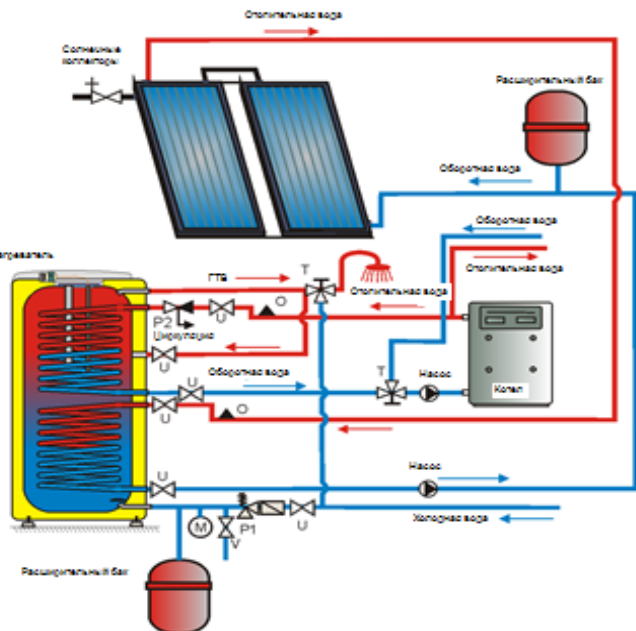 Отопительная вода
Солнечные
коллекторы
Расширительный бак
Оборотная вода
Оборотная вода
Отопительная вода
агреватель
ГТВ
T
Отопительная вода
P2
U
O
Циркуляция
U
Оборотная вода
U
T
Насос
Котел
U
O
U
Насос
M
V
P1
U
Холодная вода
Расширительный бак